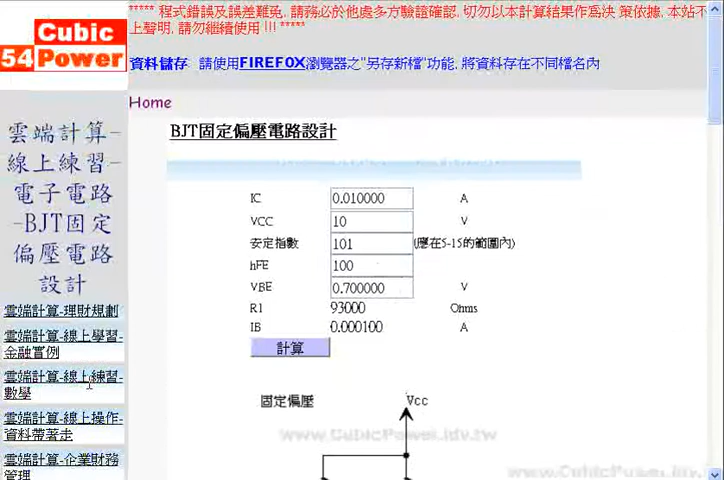 ***** 程式錯誤及誤差難免, 請務必於他處多方驗證確認, 切勿以本計算結果作為決 策依據, 本站不
上聲明, 請勿繼續使用 !!! *****
Cubic
54 Power
資料儲存: 請使用FIREFOX瀏覽器之"另存新檔"功能, 將資料存在不同檔名內
Home
雲端計算-
線上練習-
電子電路
-BJT固定
偏壓電路
設計
雲端計算-理財規劃
雲端計算-線上學習-
金融實例
雲端計算-線上練習-
數學
雲端計算-線上操作-
資料帶著走
雲端計算-企業財務
管理
BJT固定偏壓電路設計
IC 0.010000 A
VCC 10 V
安定指數 101 (應在5-15的範圍內)
hFE 100
VBE 0.700000 V
R1 93000 Ohms
IB 0.000100 A
計算
固定偏壓
Vcc
www.CubicPower.idv.tw
www.CubicPower.idv.tw